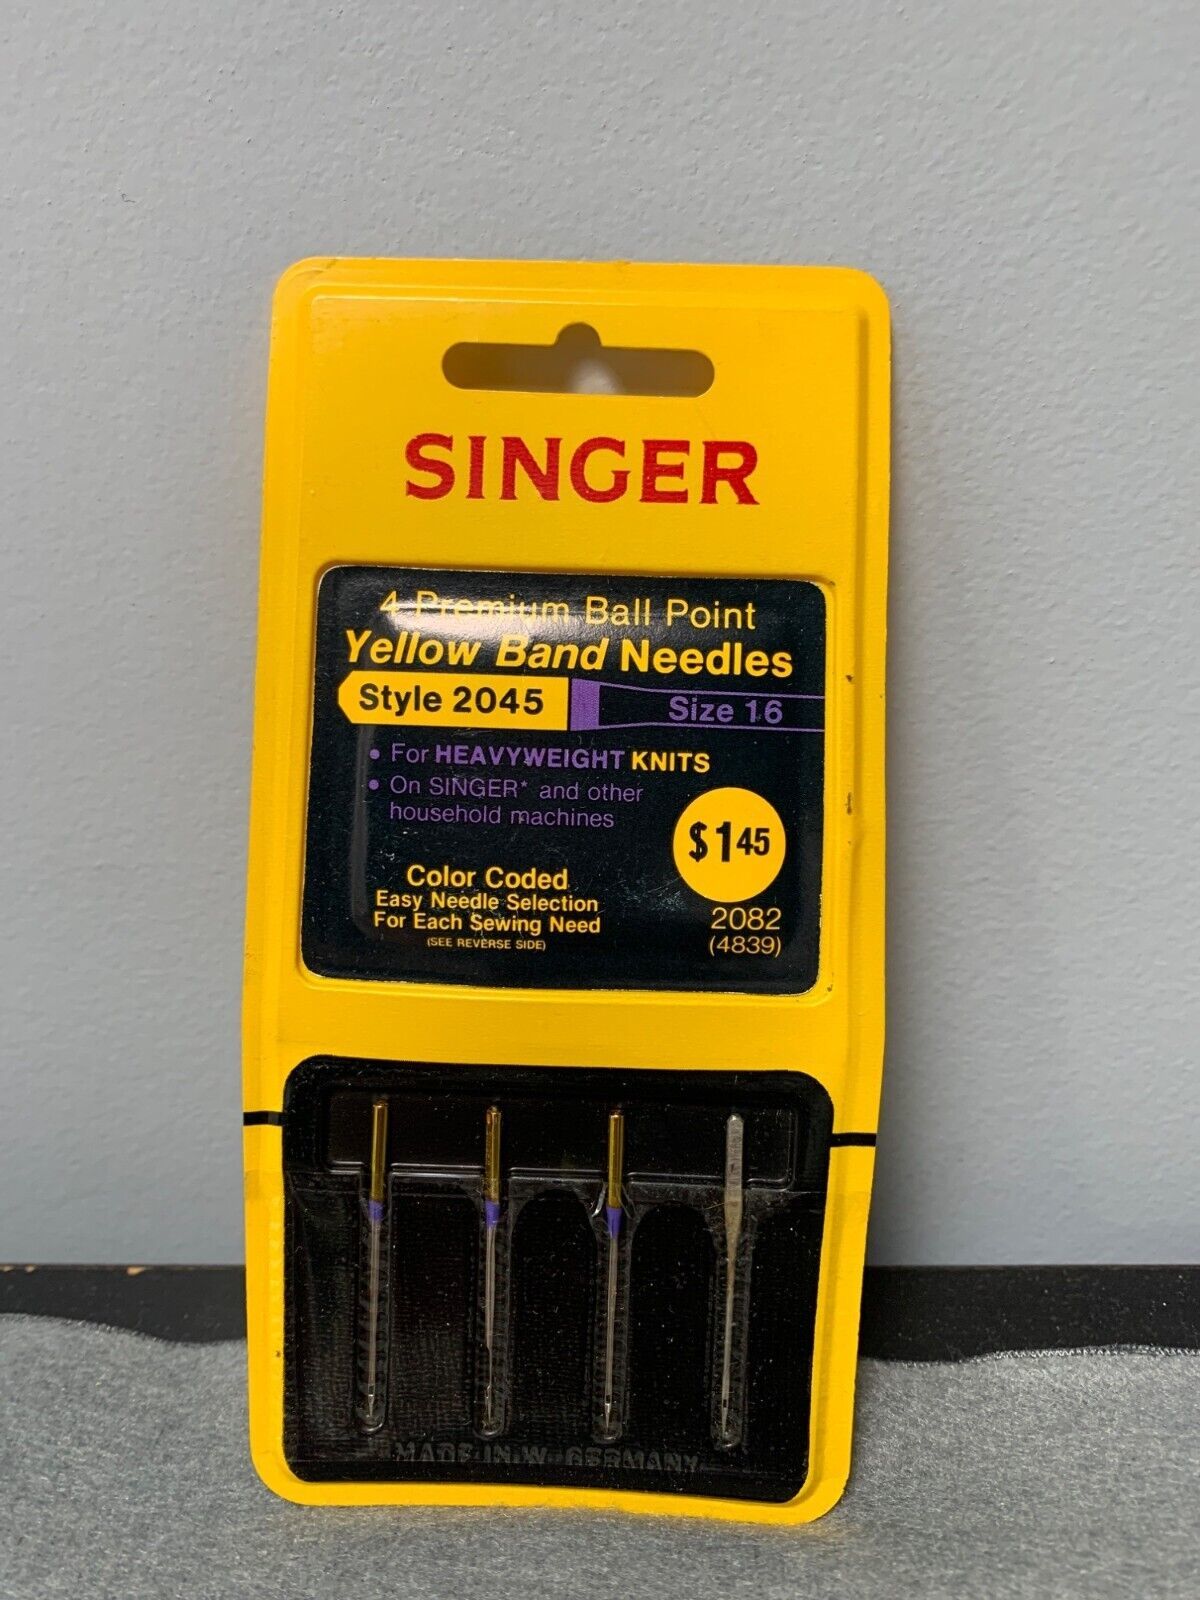 SINGER
4 Premium Ball Point
Yellow Band Needles
Style 2045
Size 16
• For HEAVYWEIGHT KNITS
• On SINGER* and other
household machines
$1 45
Color Coded
Easy Needle Selection
For Each Sewing Need
(SEE REVERSE SIDE)
2082
(4839)
MADE IN W. GERMANY